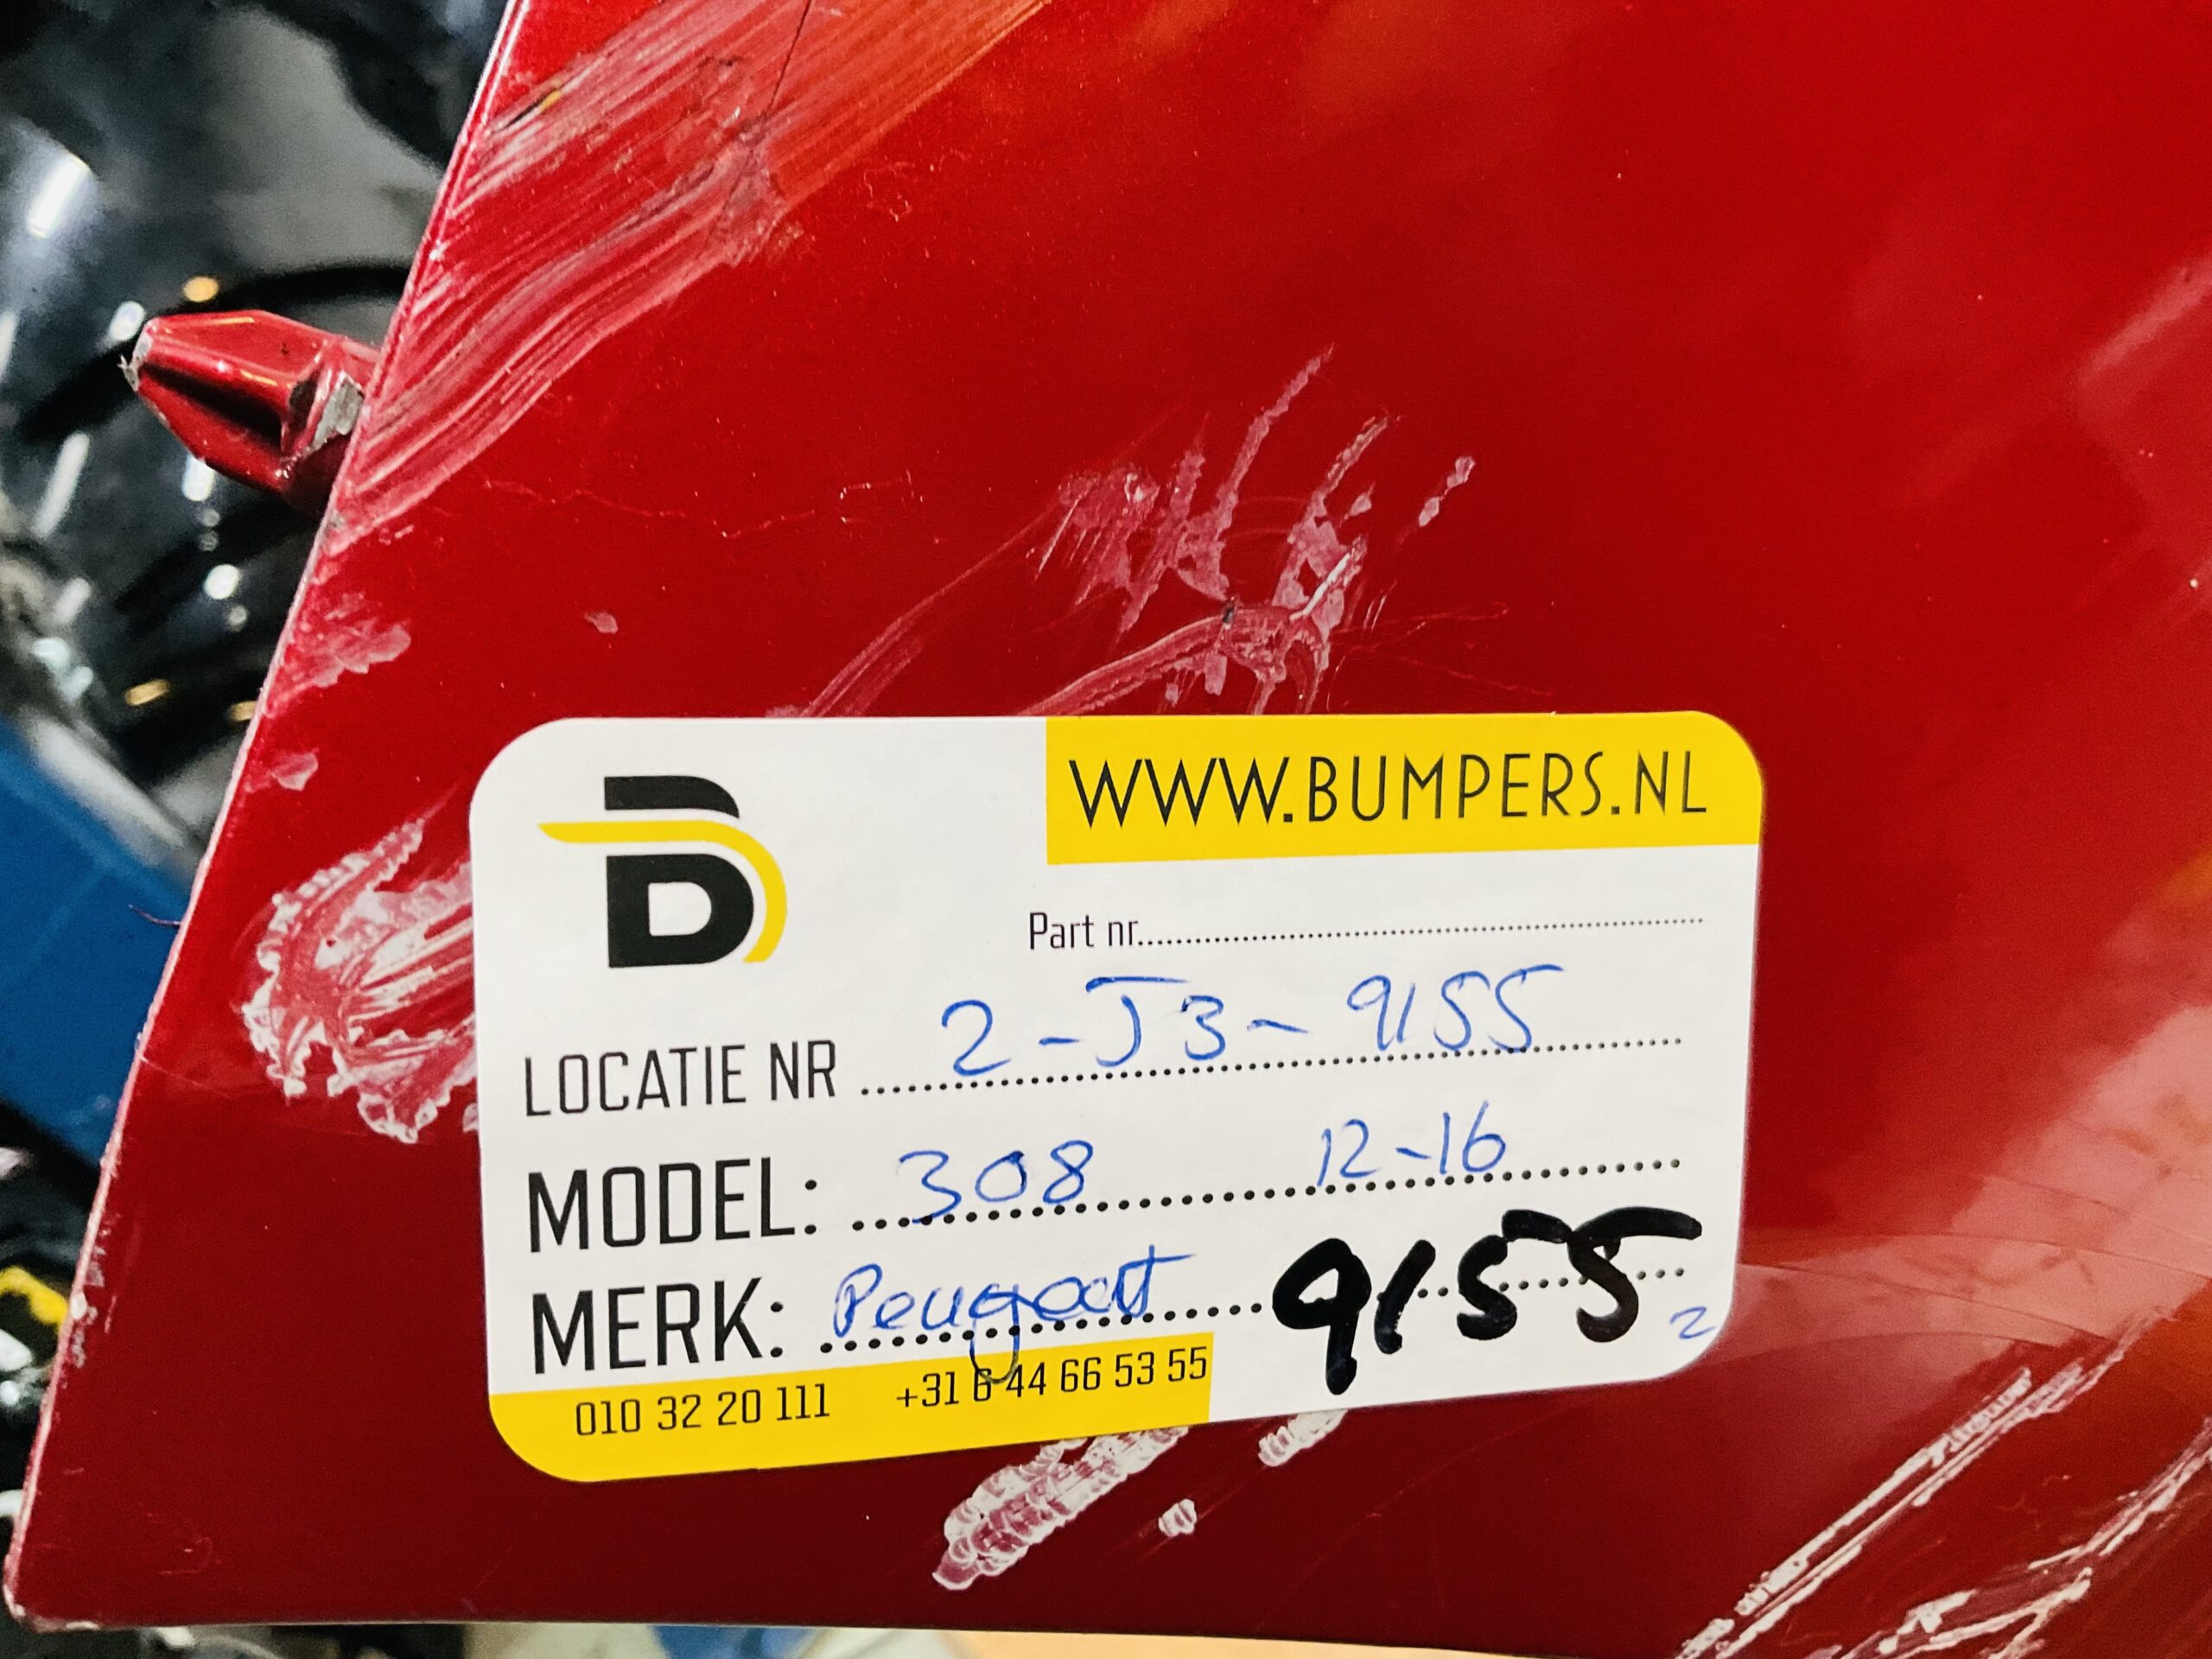 B
WWW.BUMPERS.NL
Part nr.
LOCATIE NR 2-J3-9155
MODEL: 308 12-16
MERK: Peugeot 9155 2
010 32 20 111 +31 6 44 66 53 55